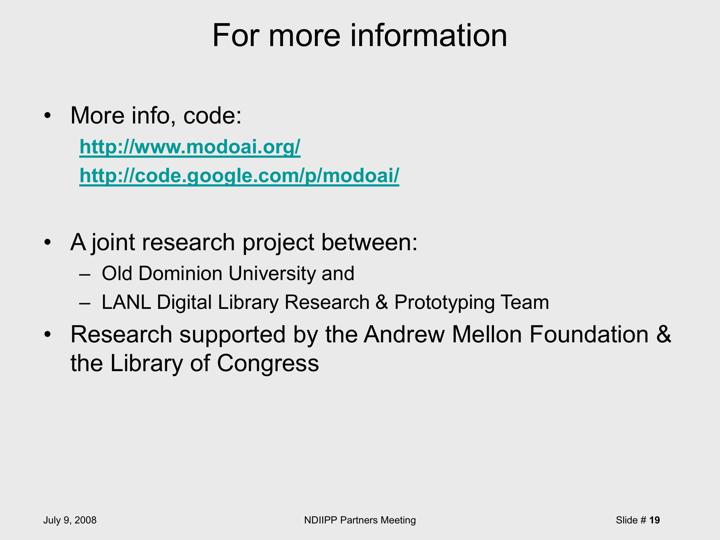 For more information
• More info, code:
http://www.modoai.org/
http://code.google.com/p/modoai/
• A joint research project between:
– Old Dominion University and
– LANL Digital Library Research & Prototyping Team
• Research supported by the Andrew Mellon Foundation &
the Library of Congress
July 9, 2008
NDIIPP Partners Meeting
Slide # 19